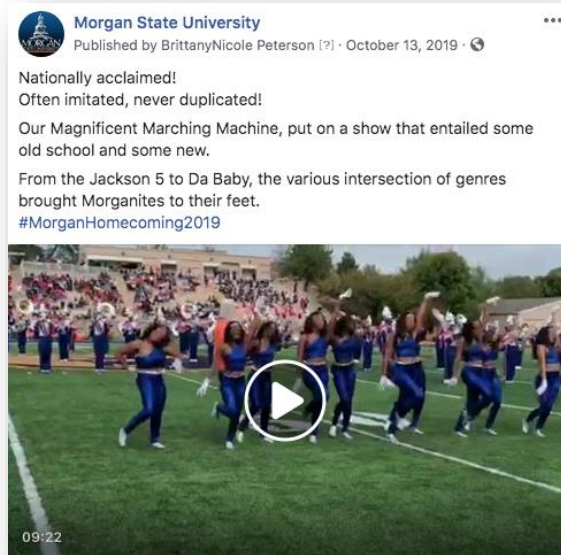 Morgan State University
Published by BrittanyNicole Peterson [?] · October 13, 2019 ·
Nationally acclaimed!
Often imitated, never duplicated!
Our Magnificent Marching Machine, put on a show that entailed some
old school and some new.
From the Jackson 5 to Da Baby, the various intersection of genres
brought Morganites to their feet.
#MorganHomecoming2019
MORGAN
09:22